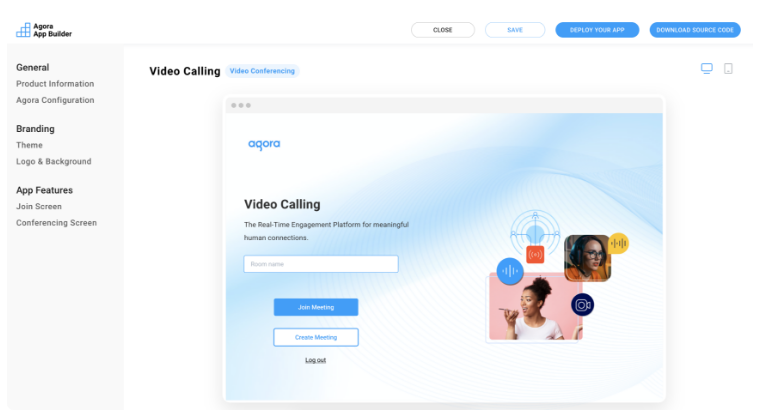 Agora
App Builder
CLOSE
SAVE
DEPLOY YOUR APP
DOWNLOAD SOURCE CODE
General
Product Information
Agora Configuration
Branding
Theme
Logo & Background
App Features
Join Screen
Conferencing Screen
Video Calling
Video Conferencing
agora
Video Calling
The Real-Time Engagement Platform for meaningful
human connections.
Room name
Join Meeting
Create Meeting
Log out